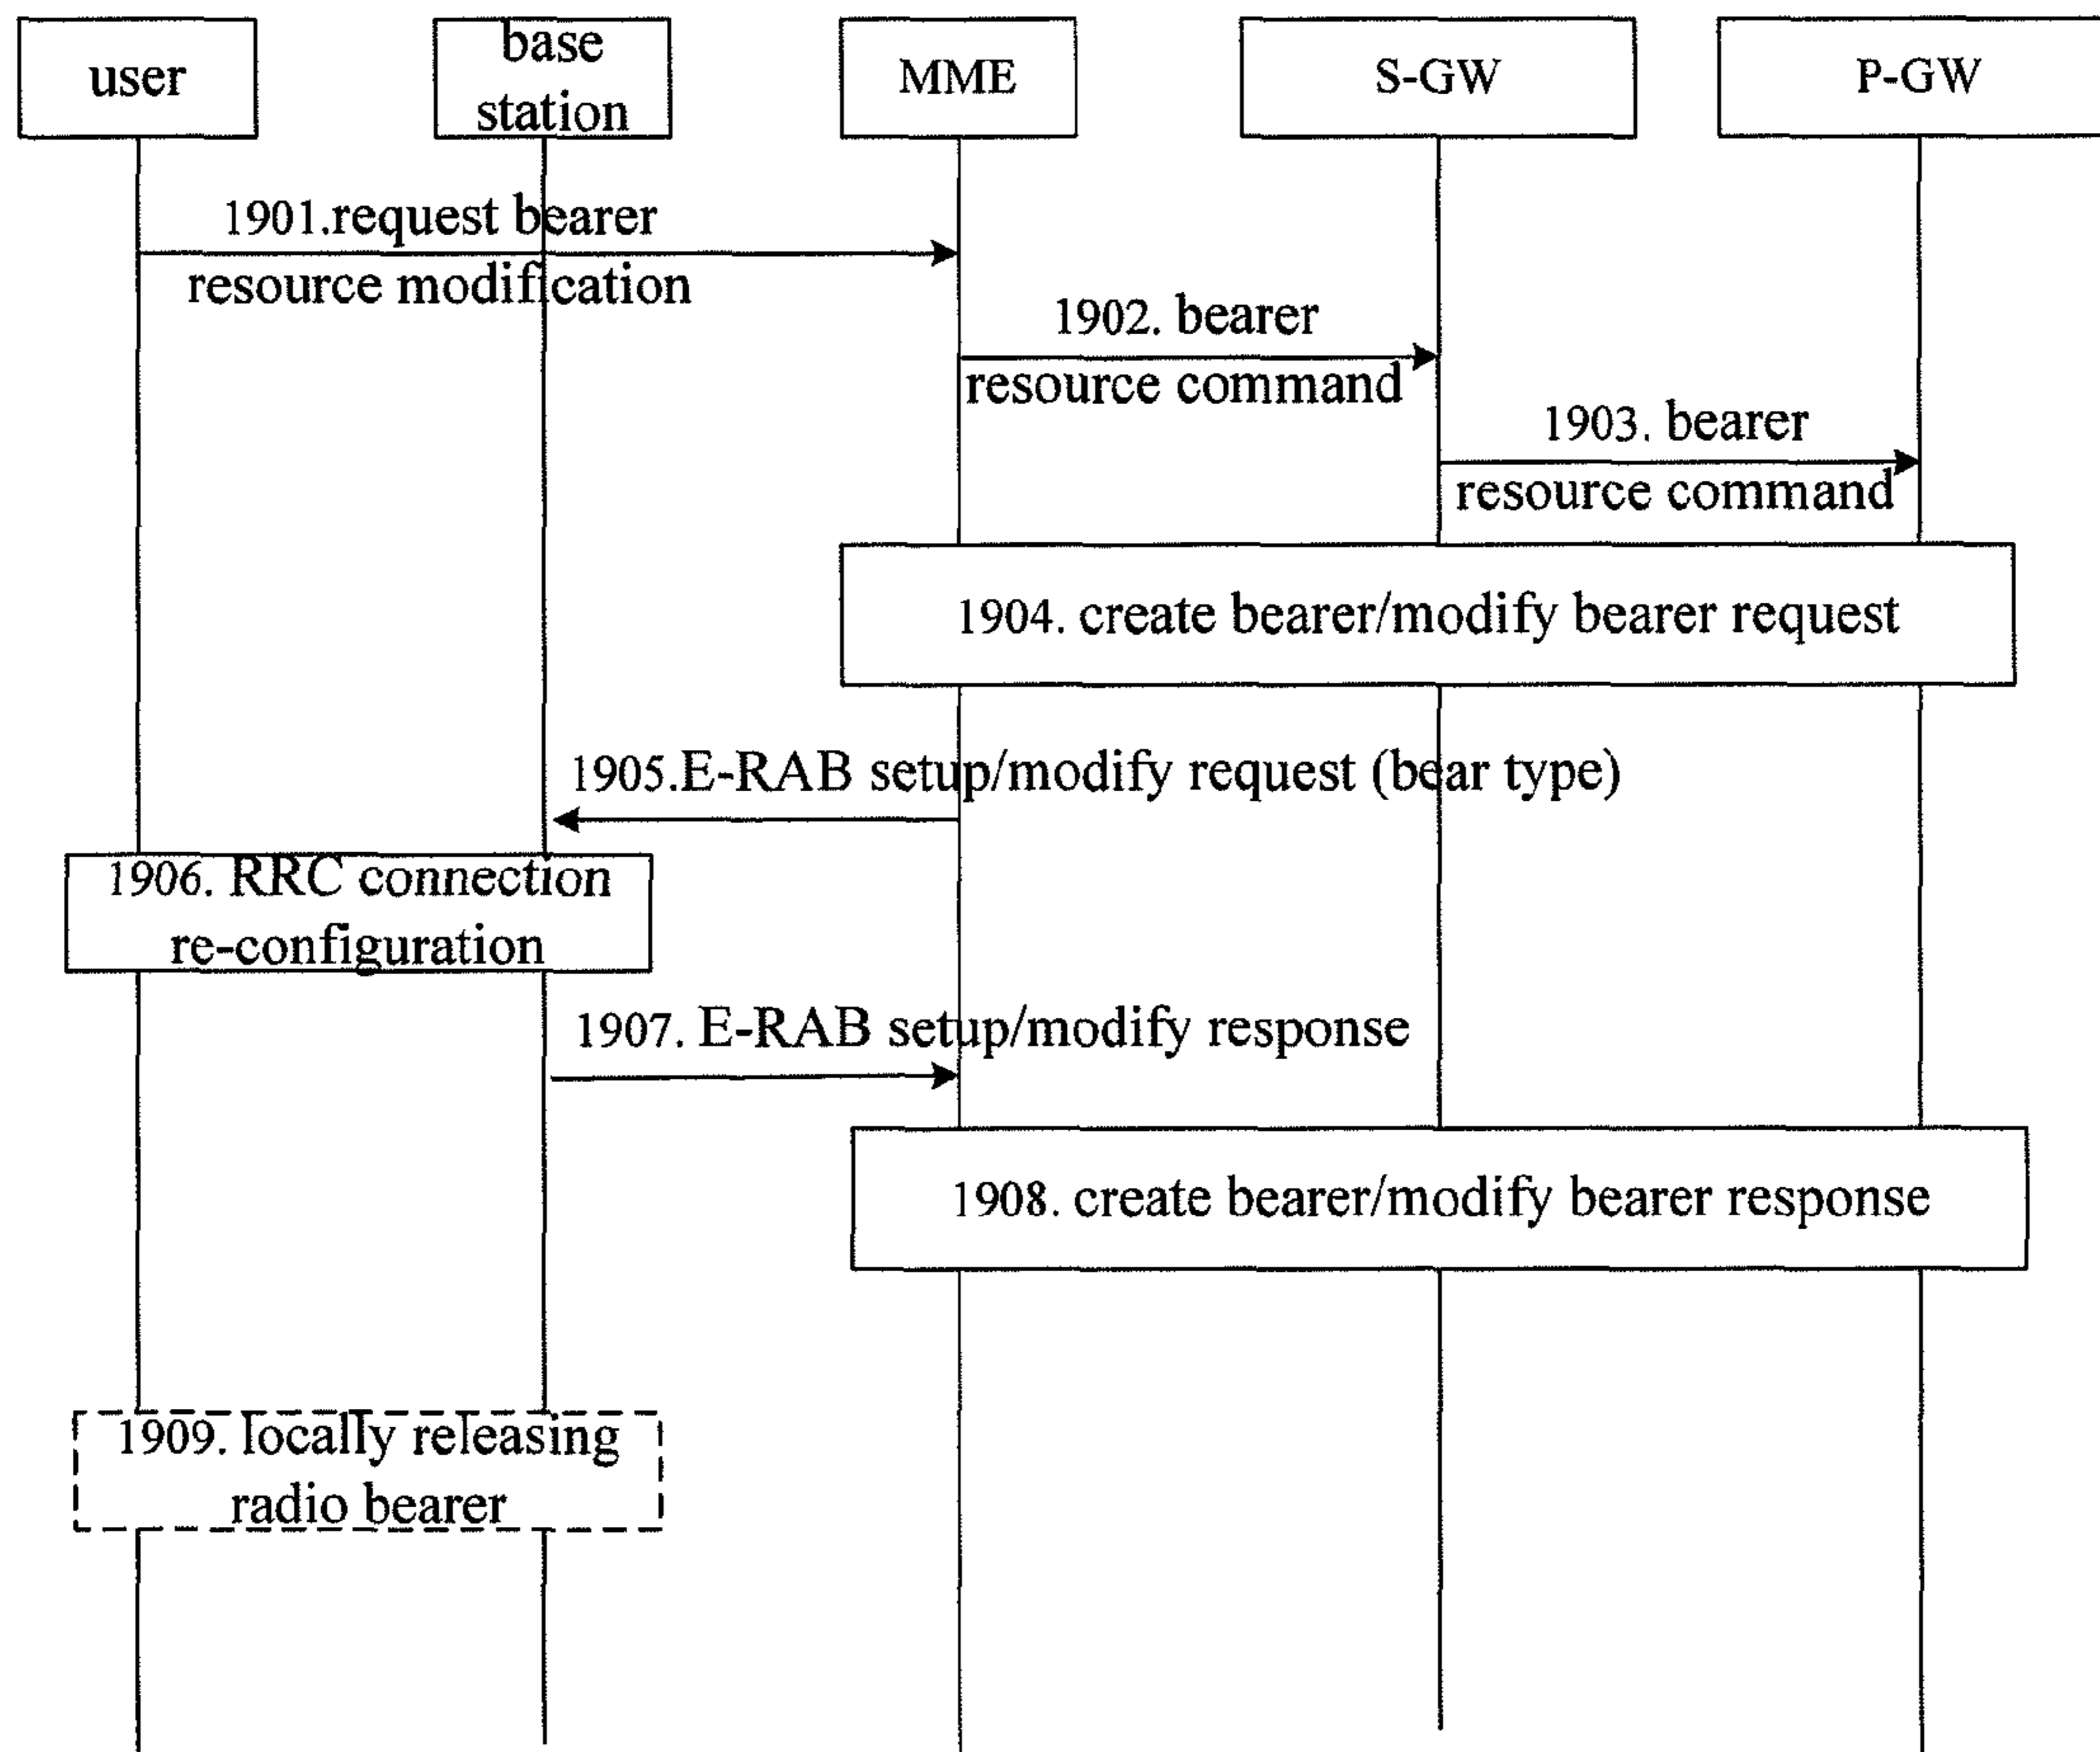 user
base
station
MME
S-GW
P-GW
1901.request bearer
resource modification
1902. bearer
resource command
1903. bearer
resource command
1904. create bearer/modify bearer request
1905.E-RAB setup/modify request (bear type)
1906. RRC connection
re-configuration
1907. E-RAB setup/modify response
1908. create bearer/modify bearer response
1909. locally releasing
radio bearer